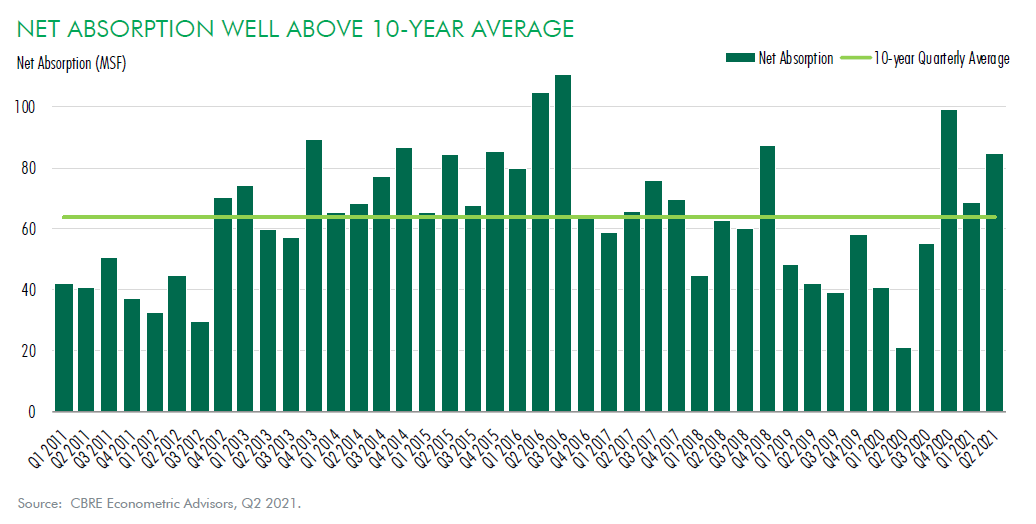 NET ABSORPTION WELL ABOVE 10-YEAR AVERAGE
Net Absorption (MSF)
Net Absorption
10-year Quarterly Average
100
80
60
40
20
0
Q1 2011
Q2 2011
Q3 2011
Q4 2011
Q1 2012
Q2 2012
Q3 2012
Q4 2012
Q1 2013
Q2 2013
Q3 2013
Q4 2013
Q1 2014
Q2 2014
Q3 2014
Q4 2014
Q1 2015
Q2 2015
Q3 2015
Q4 2015
Q1 2016
Q2 2016
Q3 2016
Q4 2016
Q1 2017
Q2 2017
Q3 2017
Q4 2017
Q1 2018
Q2 2018
Q3 2018
Q4 2018
Q1 2019
Q2 2019
Q3 2019
Q4 2019
Q1 2020
Q2 2020
Q3 2020
Q4 2020
Q1 2021
Q2 2021
Source: CBRE Econometric Advisors, Q2 2021.